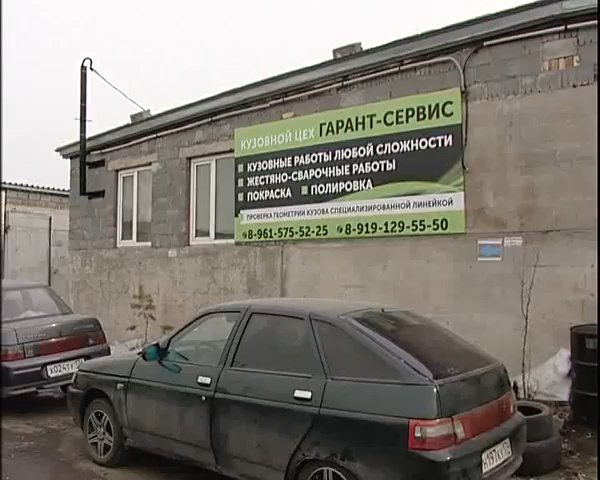 КУЗОВНОЙ ЦЕХ ГАРАНТ-СЕРВИС
КУЗОВНЫЕ РАБОТЫ ЛЮБОЙ СЛОЖНОСТИ
ЖЕСТЯНО-СВАРОЧНЫЕ РАБОТЫ
ПОКРАСКА ПОЛИРОВКА
ПРОВЕРКА ГЕОМЕТРИИ КУЗОВА СПЕЦИАЛИЗИРОВАННОЙ ЛИНЕЙКОЙ
8-961-575-52-25 8-919-129-55-50